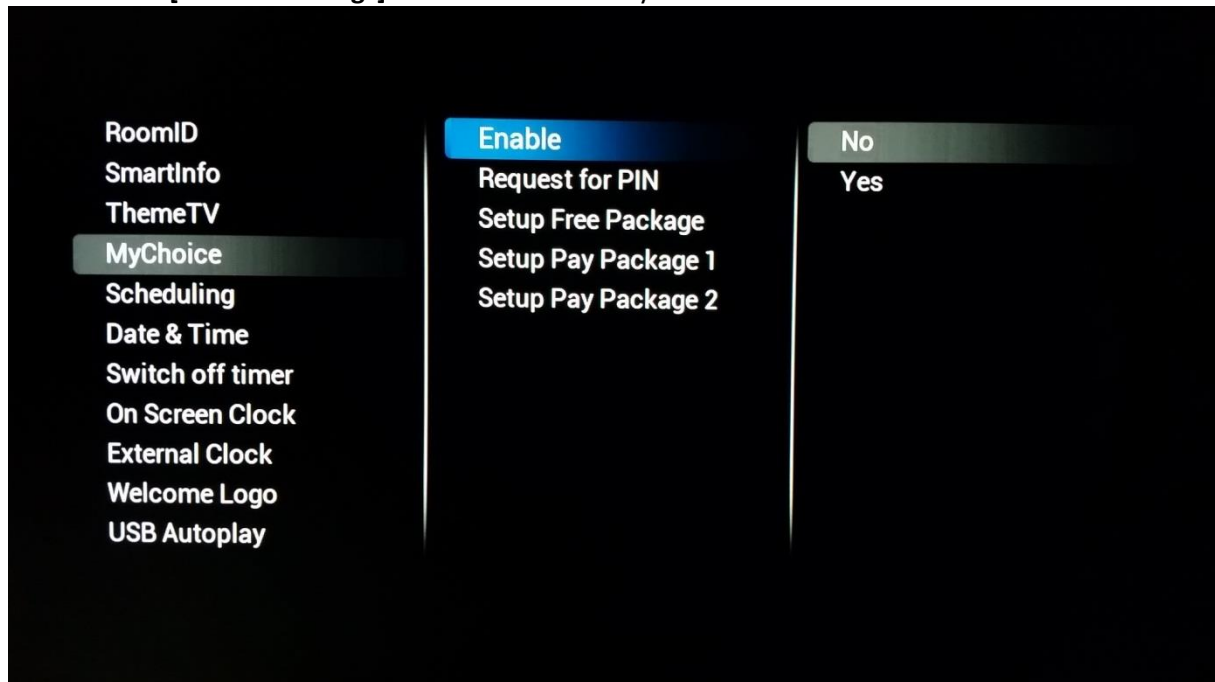 RoomID
SmartInfo
ThemeTV
MyChoice
Scheduling
Date & Time
Switch off timer
On Screen Clock
External Clock
Welcome Logo
USB Autoplay
Enable
Request for PIN
Setup Free Package
Setup Pay Package 1
Setup Pay Package 2
No
Yes